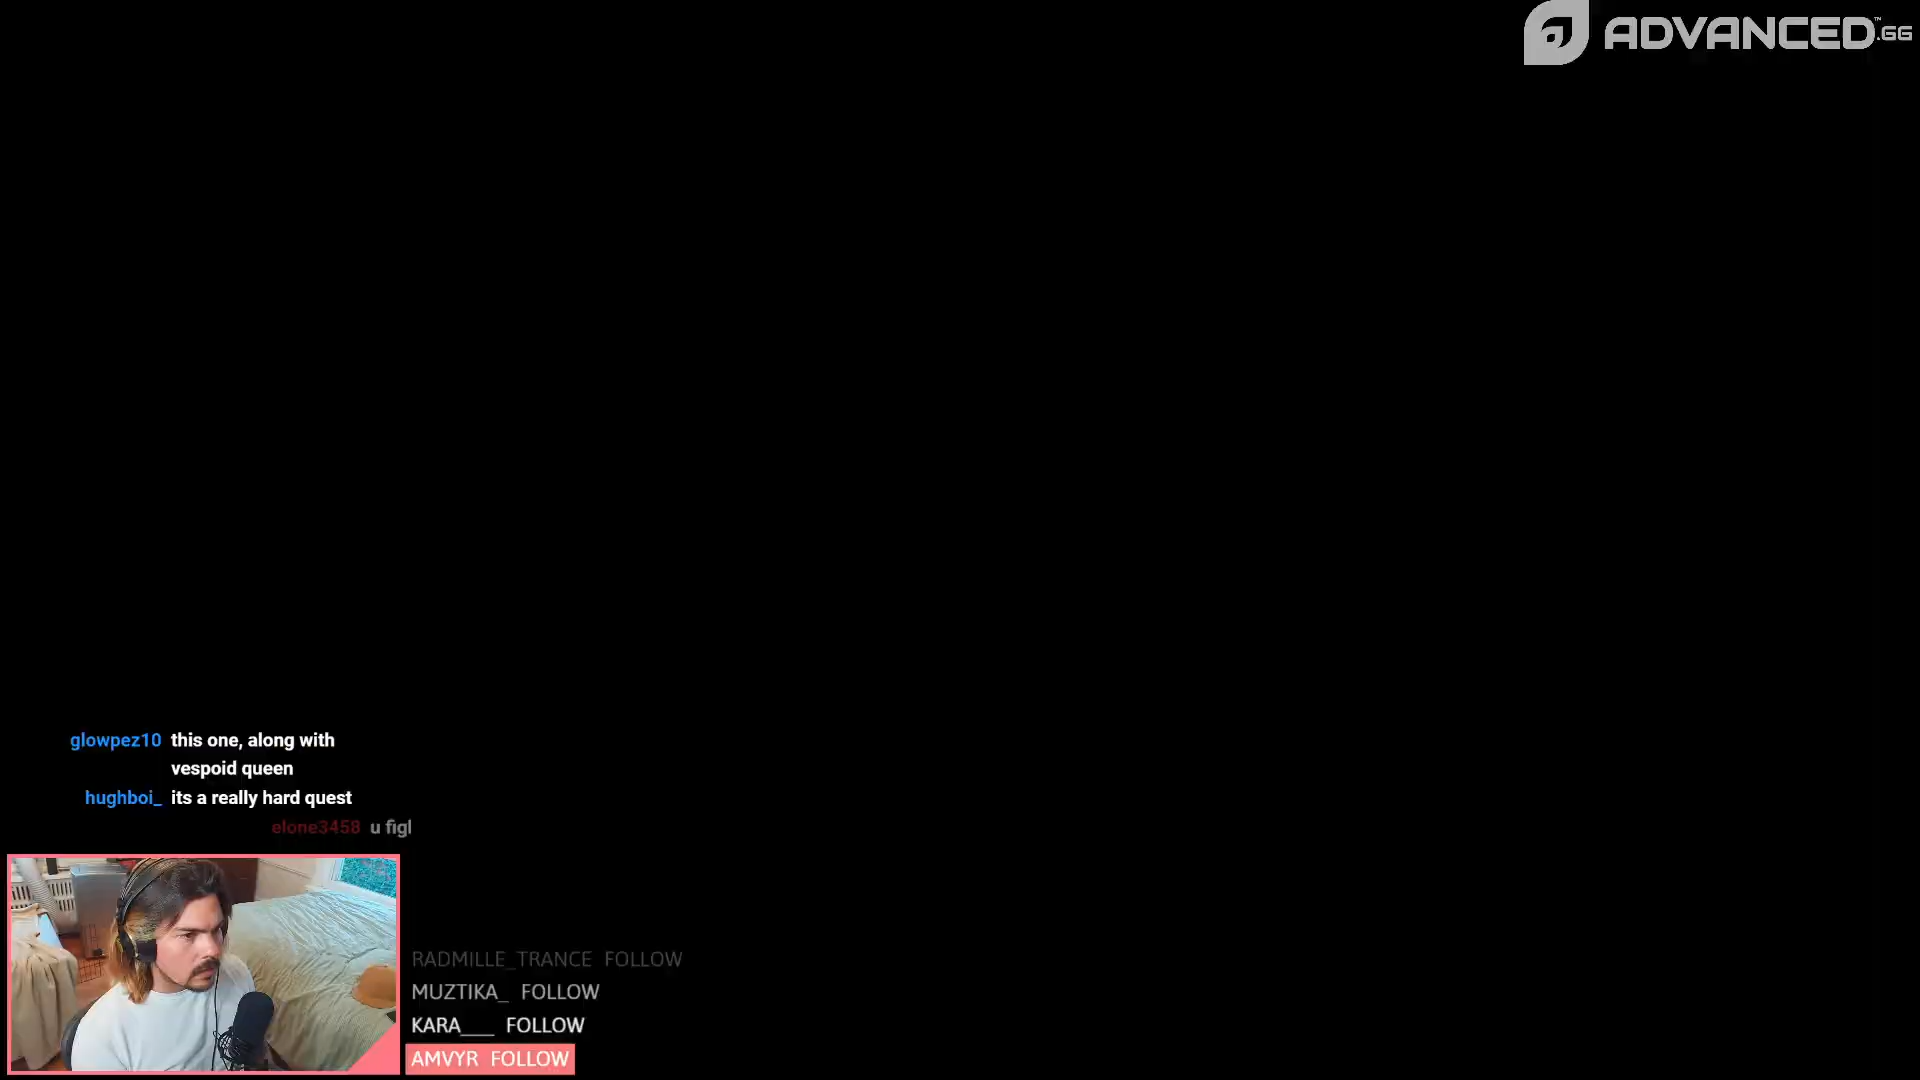 ADVANCED™.GG
glowpez10 this one, along with
vespoid queen
hughboi_ its a really hard quest
elone3458 u figl
RADMILLE_TRANCE FOLLOW
MUZTIKA_ FOLLOW
KARA___ FOLLOW
AMVYR FOLLOW